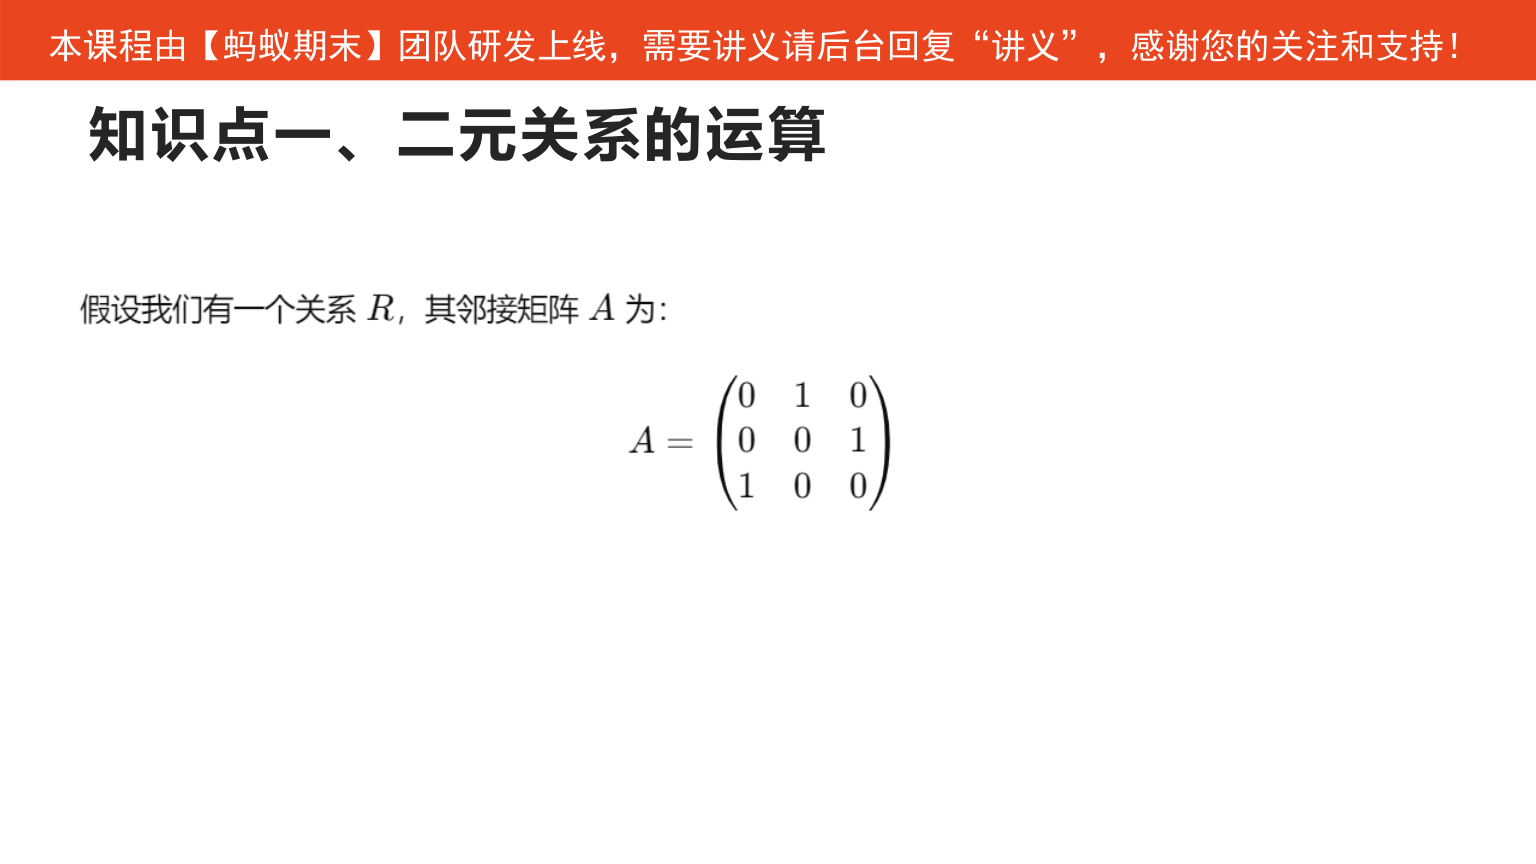 本课程由【蚂蚁期末】团队研发上线，需要讲义请后台回复“讲义”，感谢您的关注和支持！
知识点一、二元关系的运算
假设我们有一个关系 R，其邻接矩阵 A 为：
0 1 0
A = 0 0 1
1 0 0